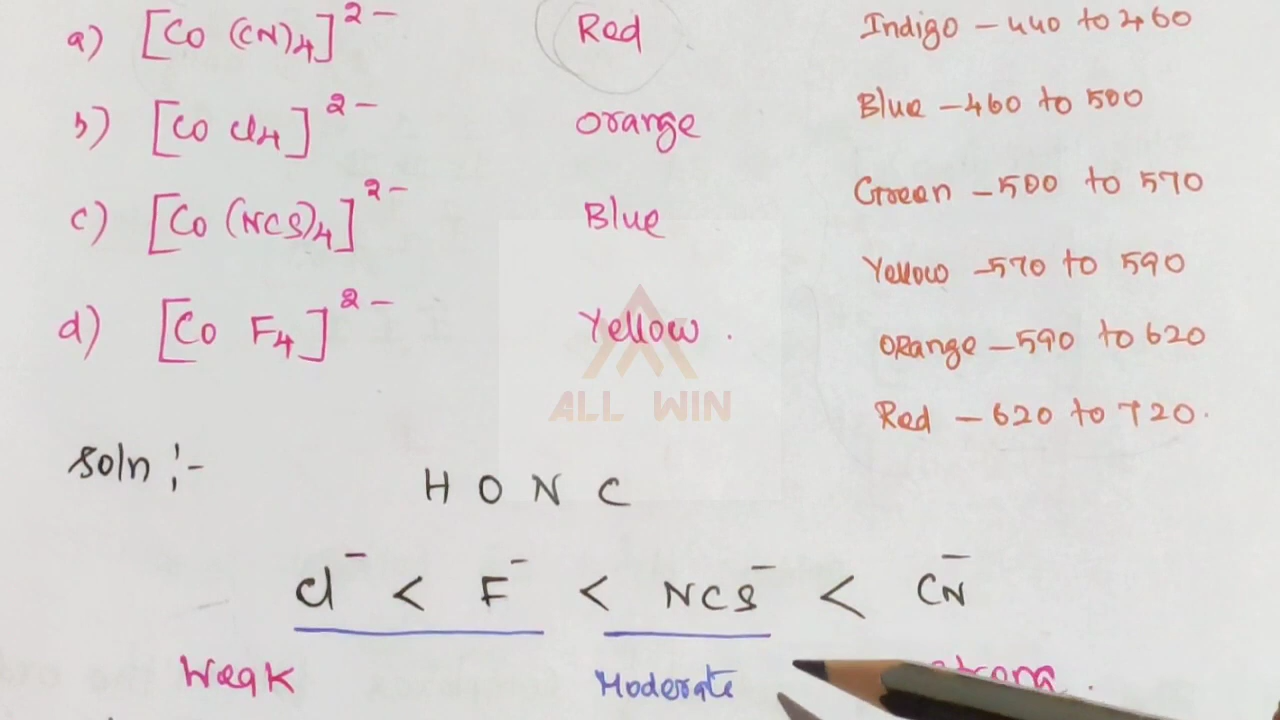 a) [Co (CN)4]2- Red Indigo - 440 to 460
b) [Co Cl4]2- Orange Blue - 460 to 500
c) [Co (NCS)4]2- Blue Green - 500 to 570
d) [Co F4]2- Yellow. Yellow - 570 to 590
ORange - 590 to 620
ALL WIN
Red - 620 to 720.
Soln :-
H O N C
Cl- < F- < NCS- < CN-
Weak Moderate Strong.